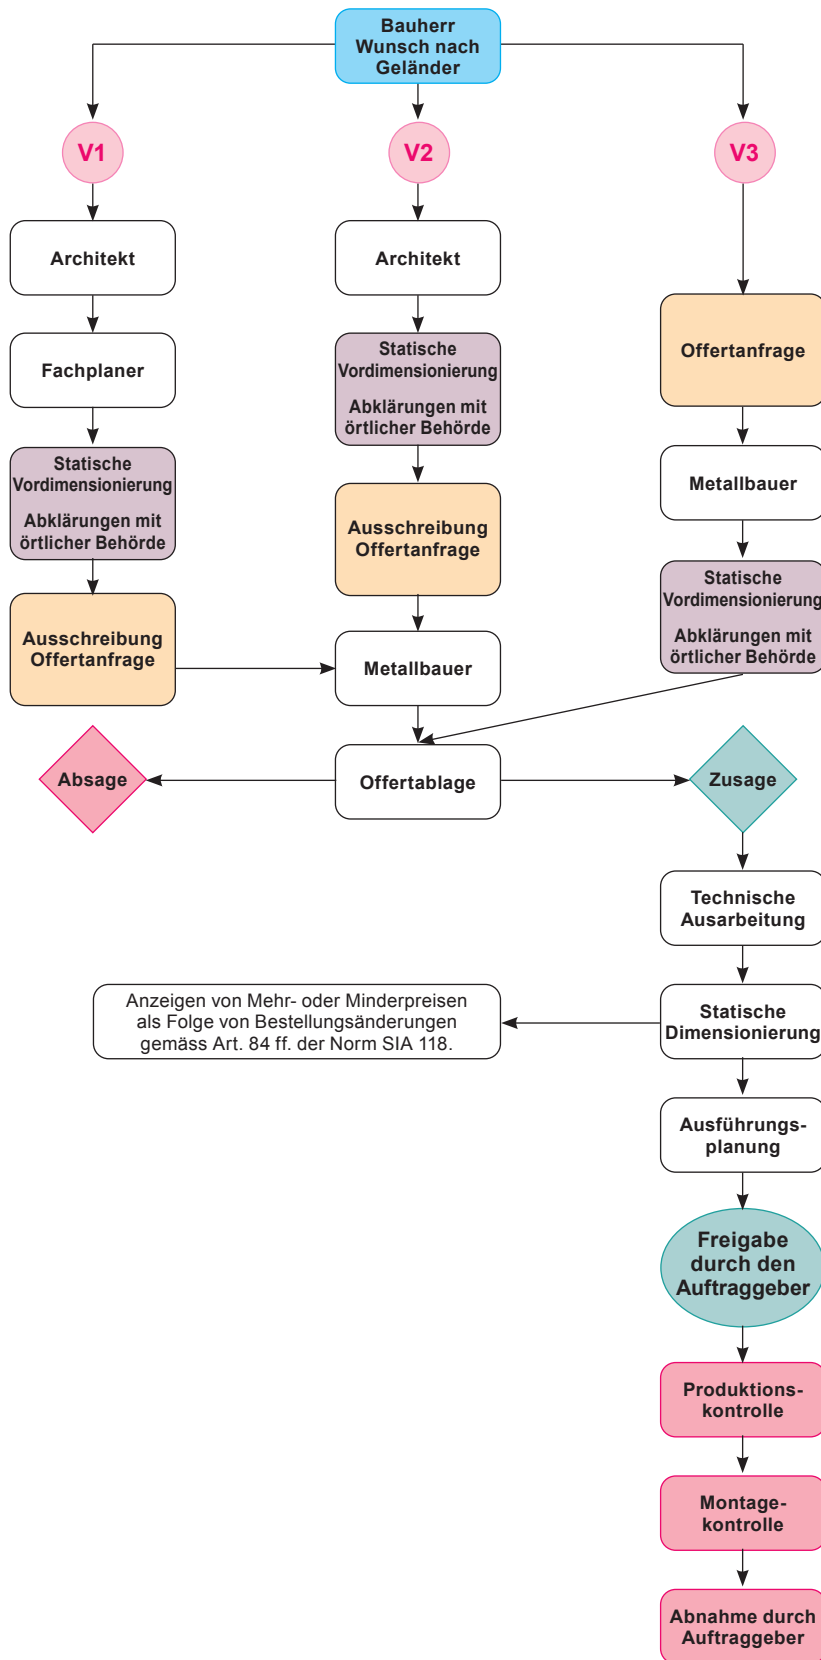 Bauherr
Wunsch nach
Geländer
V1
V2
V3
Architekt
Fachplaner
Statische
Vordimensionierung
Abklärungen mit
örtlicher Behörde
Ausschreibung
Offertanfrage
Architekt
Statische
Vordimensionierung
Abklärungen mit
örtlicher Behörde
Ausschreibung
Offertanfrage
Metallbauer
Offertanfrage
Metallbauer
Statische
Vordimensionierung
Abklärungen mit
örtlicher Behörde
Absage
Offertablage
Zusage
Technische
Ausarbeitung
Anzeigen von Mehr- oder Minderpreisen
als Folge von Bestellungsänderungen
gemäss Art. 84 ff. der Norm SIA 118.
Statische
Dimensionierung
Ausführungs-
planung
Freigabe
durch den
Auftraggeber
Produktions-
kontrolle
Montage-
kontrolle
Abnahme durch
Auftraggeber